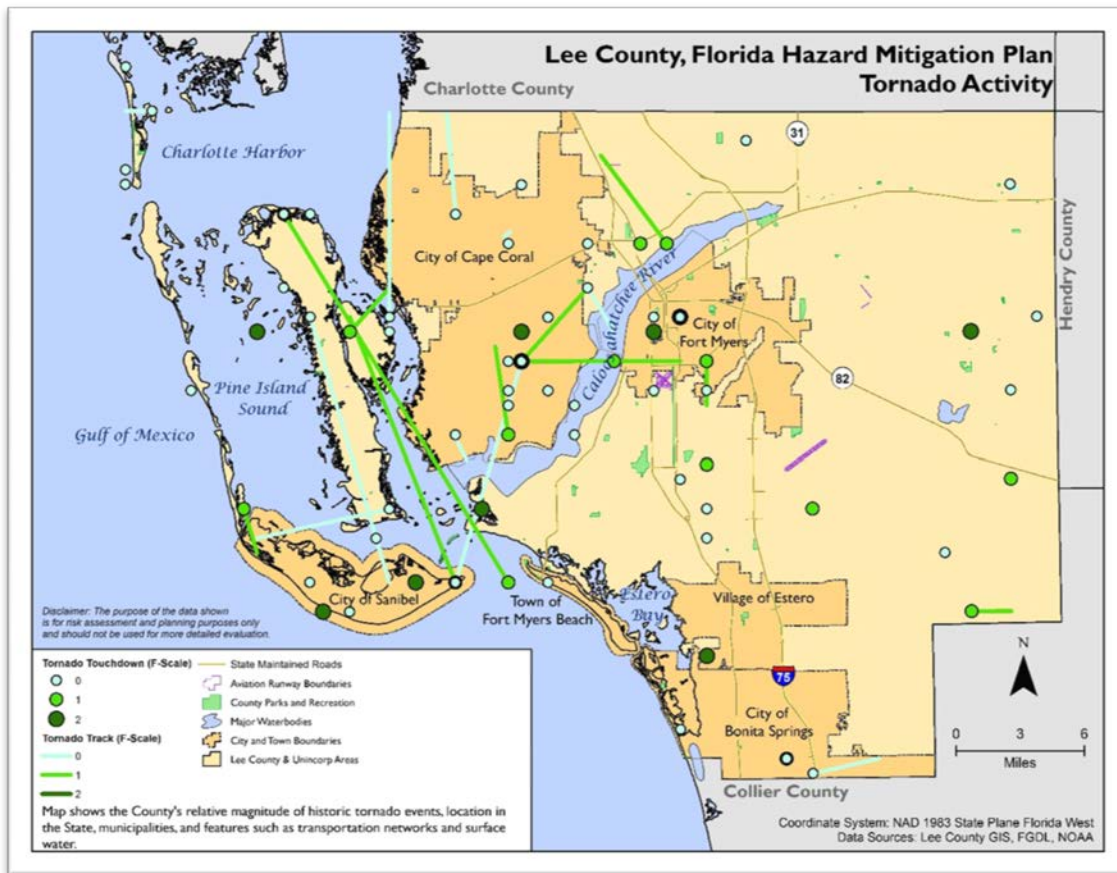 Lee County, Florida Hazard Mitigation Plan
Tornado Activity
Charlotte County
31
Charlotte Harbor
Hendry County
City of Cape Coral
Caloosahatchee River
City of
Fort Myers
82
Pine Island
Sound
Gulf of Mexico
City of Sanibel
Town of
Fort Myers Beach
Estero
Bay
Village of Estero
75
City of
Bonita Springs
Collier County
N
0 3 6
Miles
Disclaimer: The purpose of the data shown
is for risk assessment and planning purposes only
and should not be used for more detailed evaluation.
Tornado Touchdown (F-Scale)
0
1
2
Tornado Track (F-Scale)
0
1
2
State Maintained Roads
Aviation Runway Boundaries
County Parks and Recreation
Major Waterbodies
City and Town Boundaries
Lee County & Unincorp Areas
Map shows the County's relative magnitude of historic tornado events, location in
the State, municipalities, and features such as transportation networks and surface
water.
Coordinate System: NAD 1983 State Plane Florida West
Data Sources: Lee County GIS, FGDL, NOAA